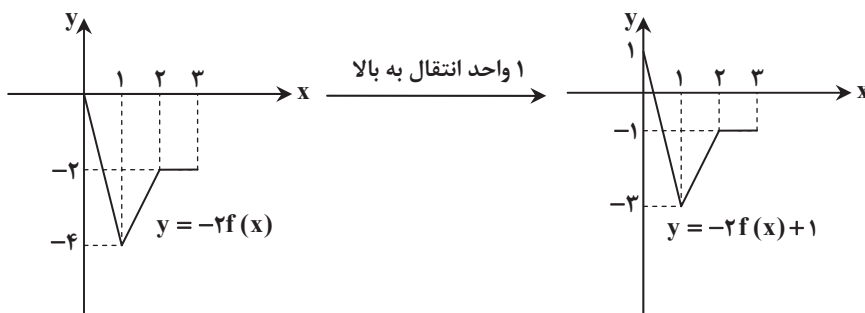 y
۱ ۲ ۳
x
−۲
−۴
y = −۲f (x)
۱ واحد انتقال به بالا
y
۱
۱ ۲ ۳
x
−۱
−۳
y = −۲f (x)+۱